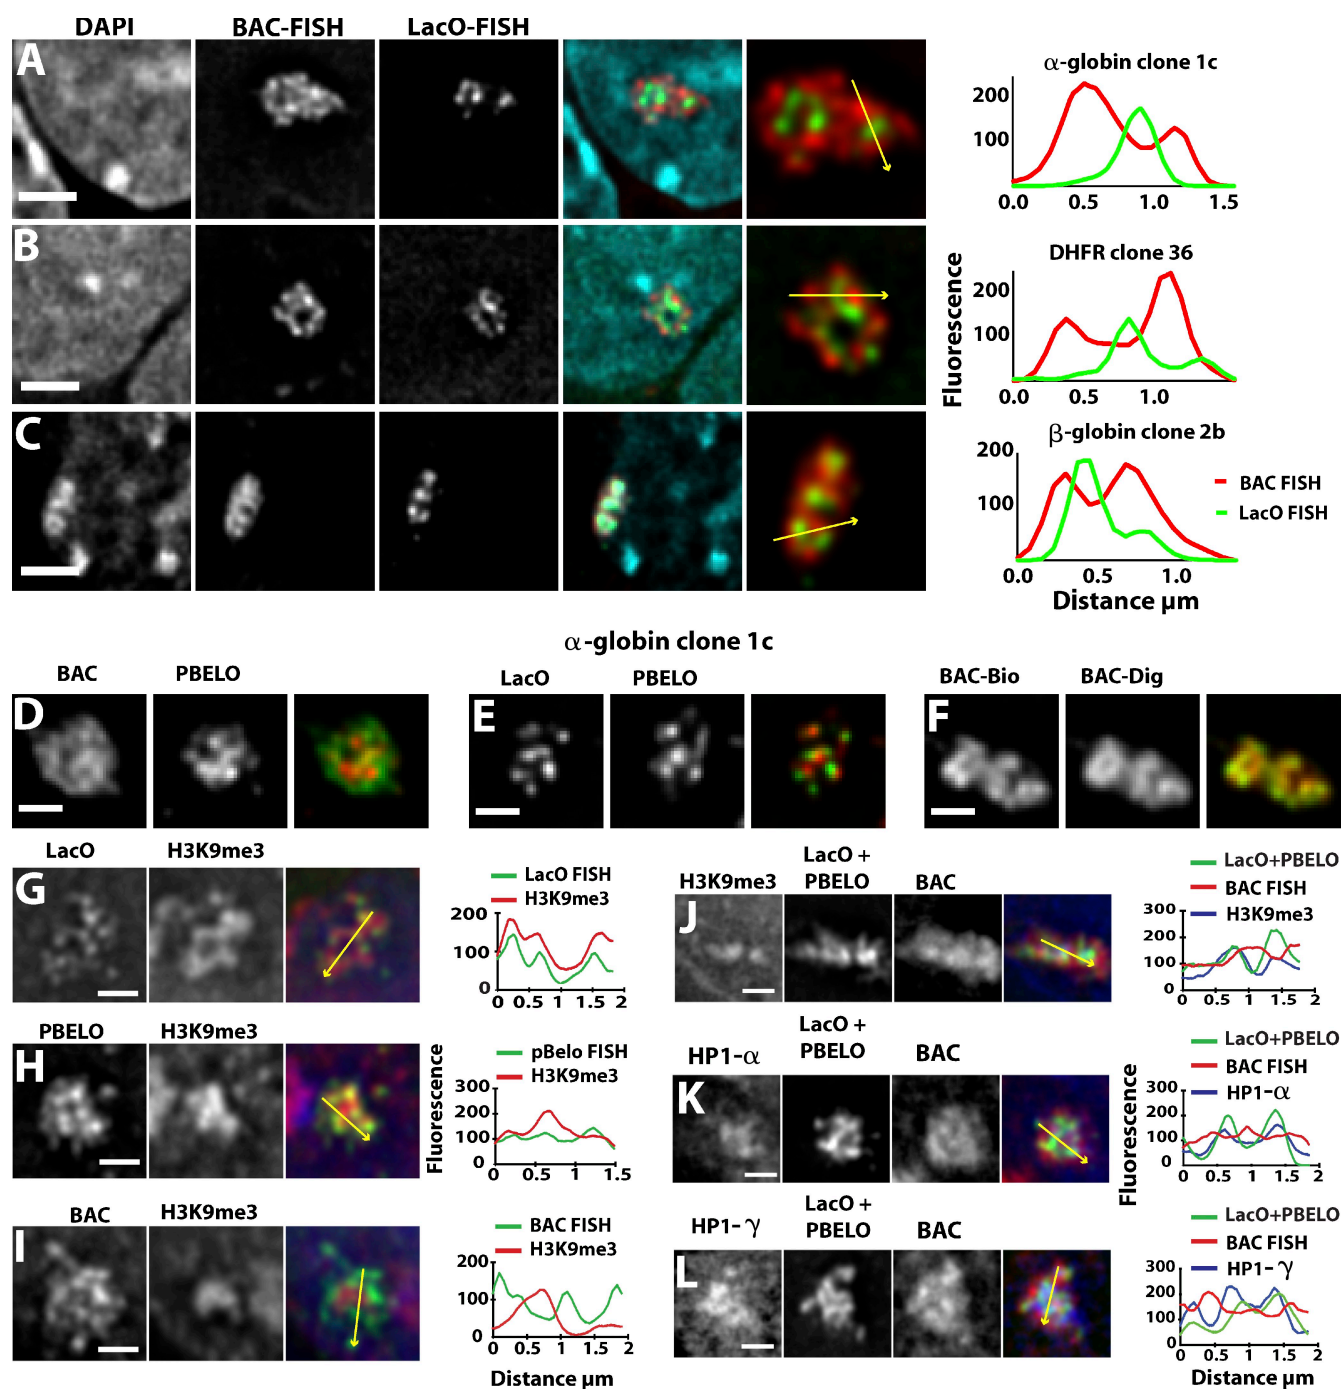 DAPI BAC-FISH LacO-FISH
A
α-globin clone 1c
200
100
0.0 0.5 1.0 1.5
B
DHFR clone 36
200
100
0.0 0.5 1.0
Fluorescence
C
β-globin clone 2b
200
100
0.0 0.5 1.0
Distance µm
BAC FISH
LacO FISH
α-globin clone 1c
BAC PBELO
D
LacO PBELO
E
BAC-Bio BAC-Dig
F
LacO H3K9me3
G
LacO FISH
H3K9me3
200
100
0
0 0.5 1 1.5 2
PBELO H3K9me3
H
pBelo FISH
H3K9me3
300
200
100
0
0 0.5 1 1.5
Fluorescence
BAC H3K9me3
I
BAC FISH
H3K9me3
200
100
0
0 0.5 1 1.5 2
Distance µm
H3K9me3 LacO + PBELO BAC
J
LacO+PBELO
BAC FISH
H3K9me3
300
200
100
0
0 0.5 1 1.5 2
HP1-α LacO + PBELO BAC
K
LacO+PBELO
BAC FISH
HP1-α
300
200
100
0
0 0.5 1 1.5 2
Fluorescence
HP1-γ LacO + PBELO BAC
L
LacO+PBELO
BAC FISH
HP1-γ
300
200
100
0
0 0.5 1 1.5 2
Distance µm